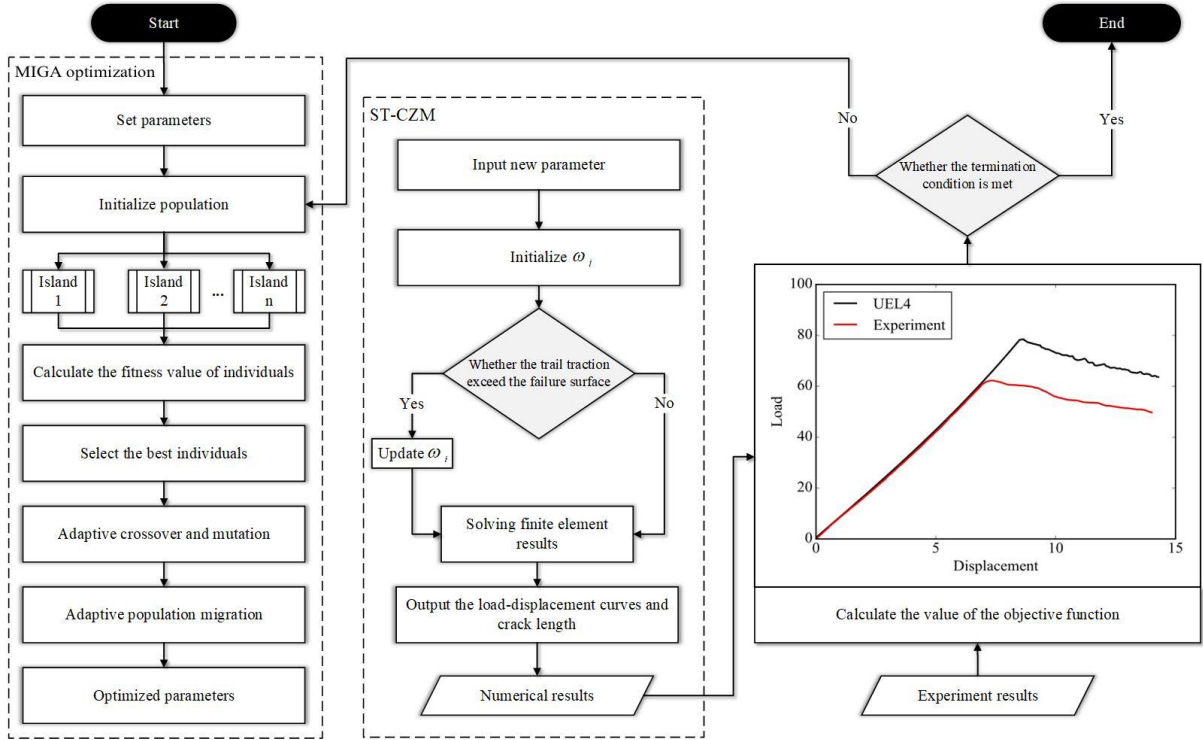 Start
MIGA optimization
Set parameters
Initialize population
Island
1
Island
2
...
Island
n
Calculate the fitness value of individuals
Select the best individuals
Adaptive crossover and mutation
Adaptive population migration
Optimized parameters
ST-CZM
Input new parameter
Initialize ω_i
Whether the trail traction
exceed the failure surface
Yes
No
Update ω_i
Solving finite element
results
Output the load-displacement curves and
crack length
Numerical results
End
No
Yes
Whether the termination
condition is met
100
80
60
40
20
0
Load
UEL4
Experiment
0
5
10
15
Displacement
Calculate the value of the objective function
Experiment results